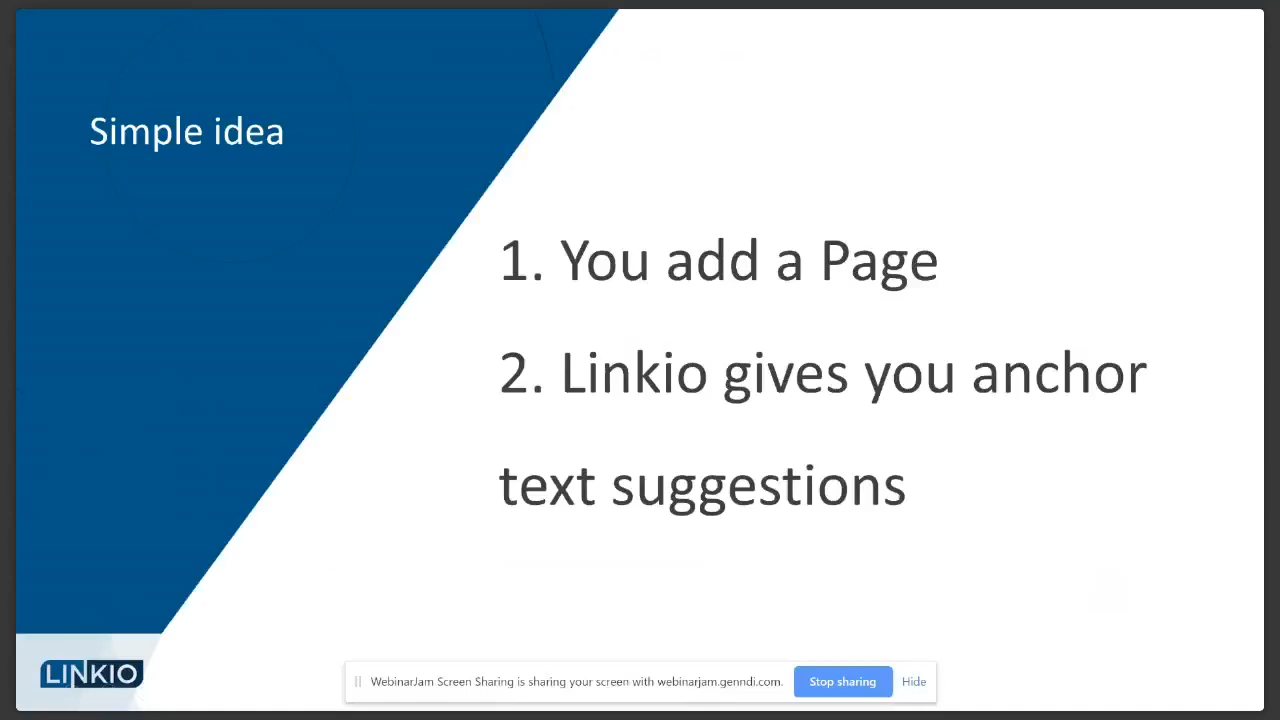 Simple idea
1. You add a Page
2. Linkio gives you anchor
text suggestions
LINKIO
WebinarJam Screen Sharing is sharing your screen with webinarjam.genndi.com. Stop sharing Hide